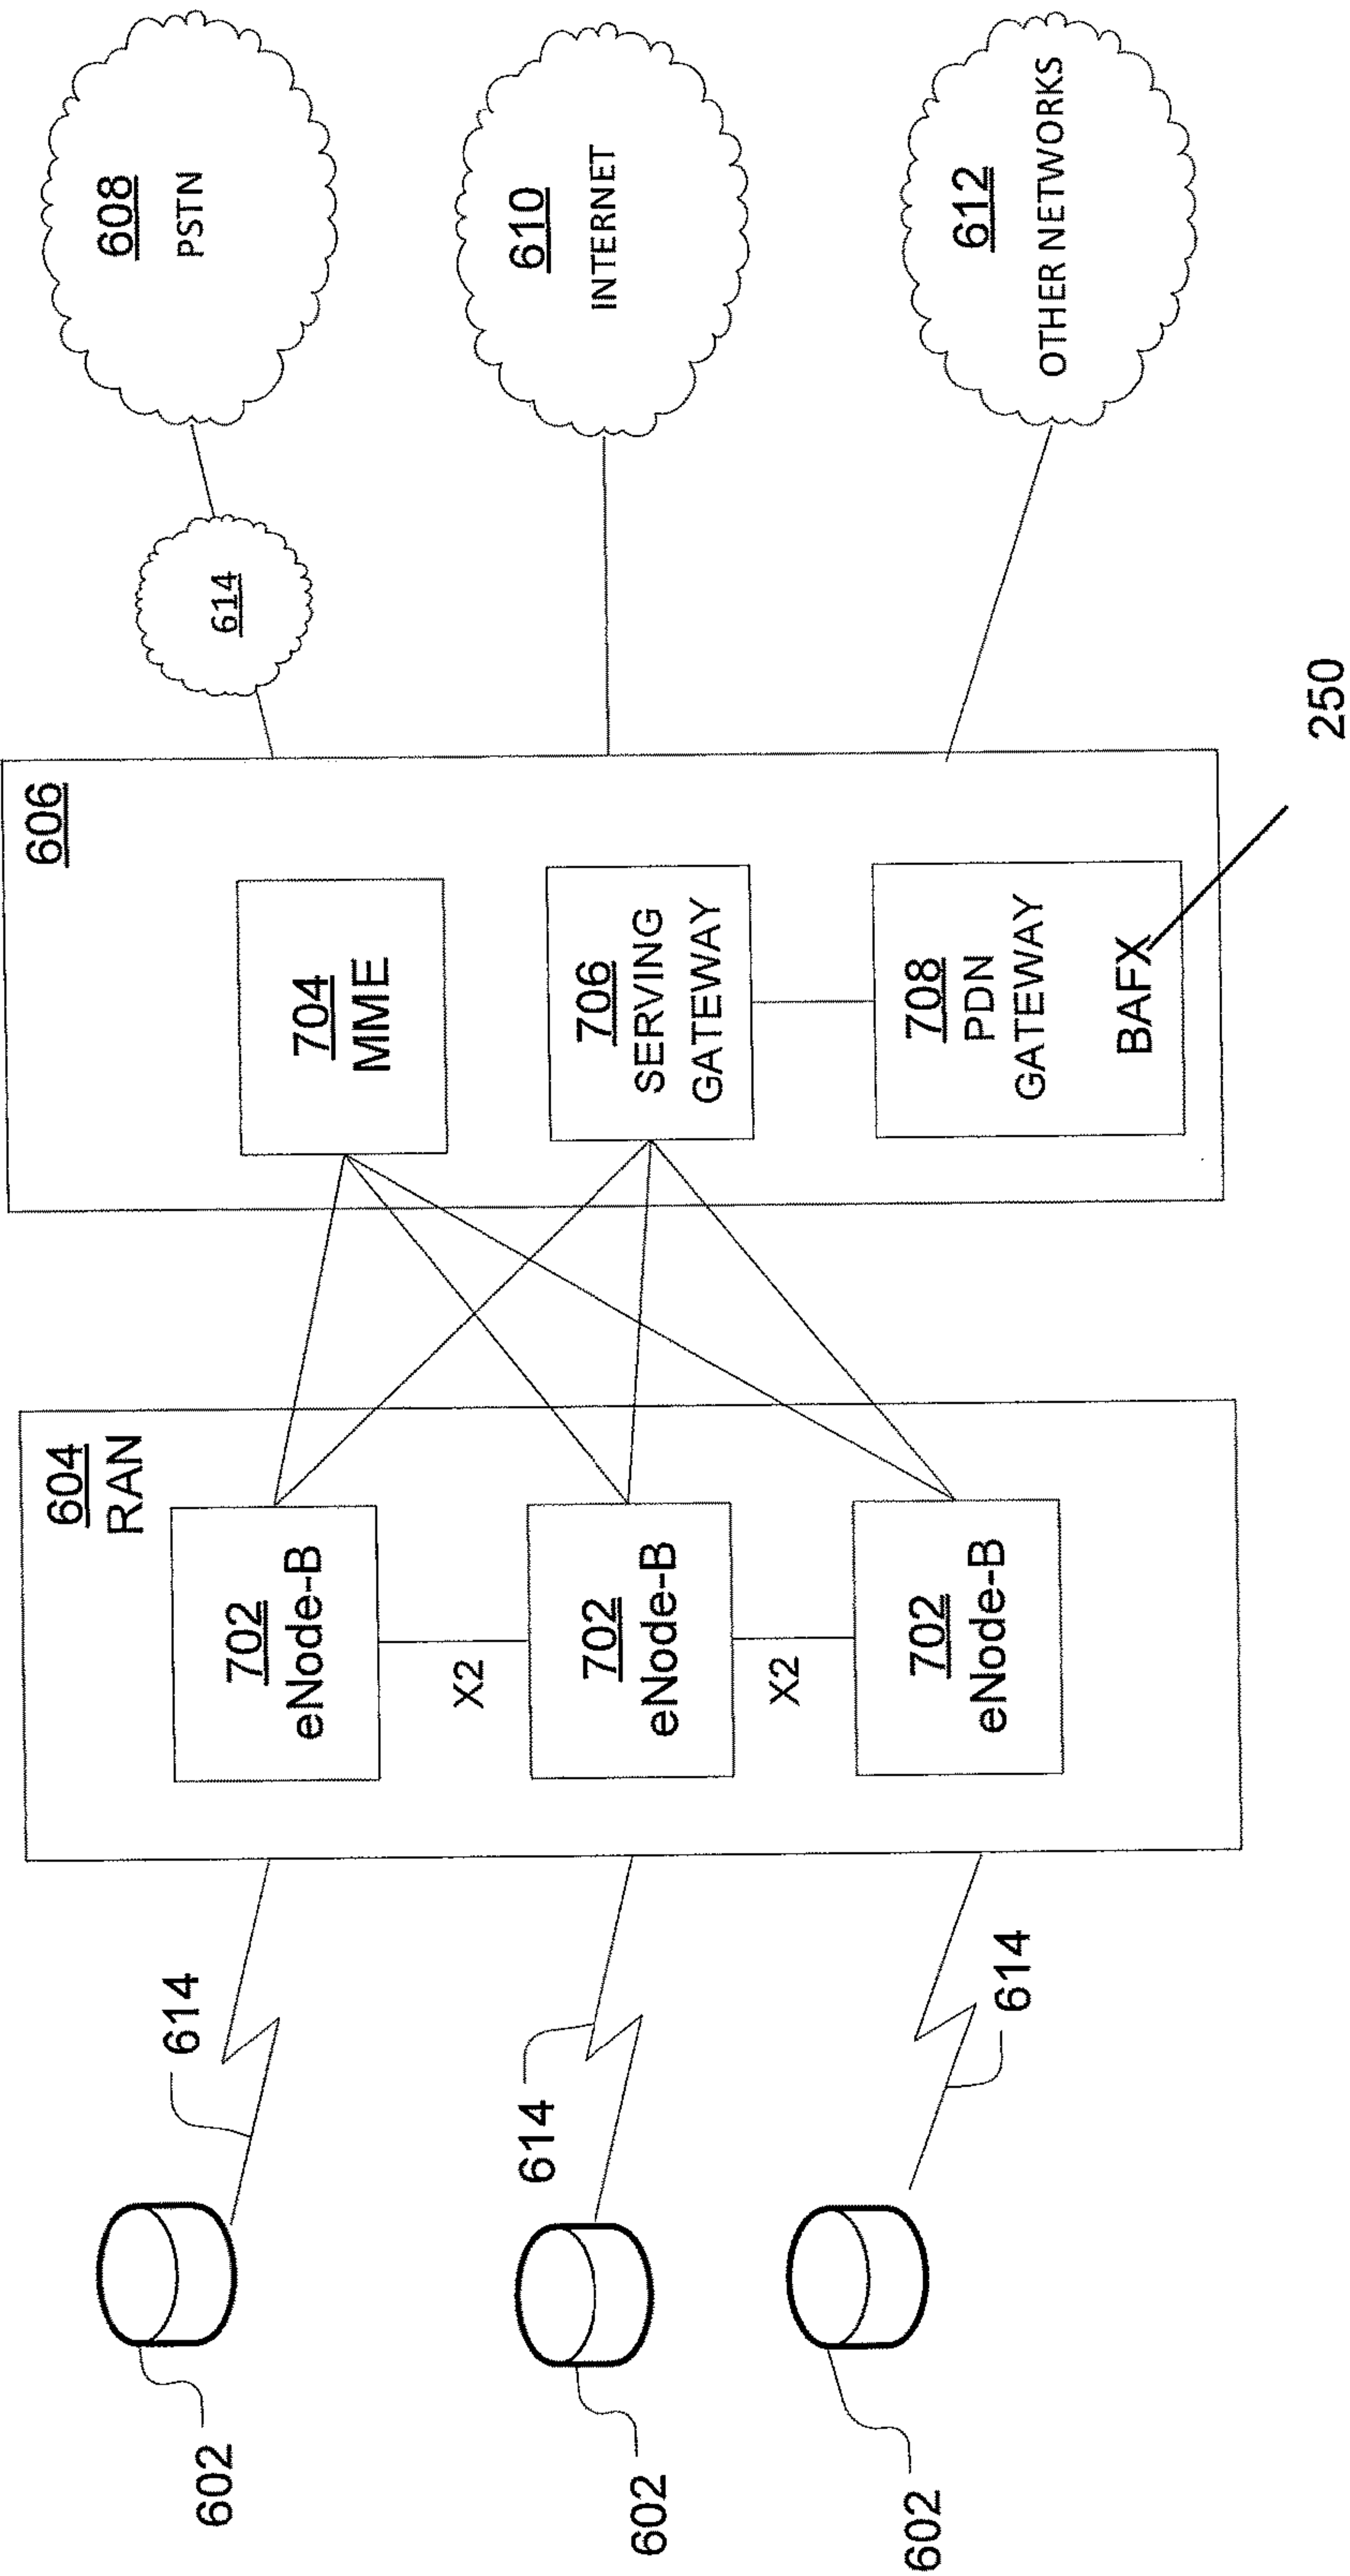 602
602
602
614
614
614
604
RAN
702
eNode-B
X2
702
eNode-B
X2
702
eNode-B
606
704
MME
706
SERVING
GATEWAY
708
PDN
GATEWAY
BAFX
250
614
608
PSTN
610
INTERNET
612
OTHER NETWORKS